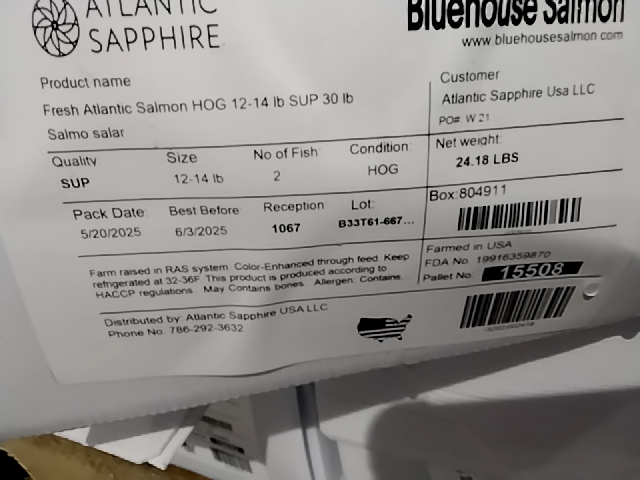 ATLANTIC
SAPPHIRE
Bluehouse Salmon
www.bluehousesalmon.com
Product name
Fresh Atlantic Salmon HOG 12-14 lb SUP 30 lb
Salmo salar
Customer
Atlantic Sapphire Usa LLC
PO# W 21
Quality:
SUP
Size
12-14 lb
No of Fish:
2
Condition:
HOG
Net weight:
24.18 LBS
Pack Date:
5/20/2025
Best Before
6/3/2025
Reception
1067
Lot:
B33T61-667...
Box:804911
Farm raised in RAS system. Color-Enhanced through feed. Keep
refrigerated at 32-36F. This product is produced according to
HACCP regulations. May Contains bones. Allergen: Contains.
Farmed in USA
FDA No. 19916359870
Pallet No: 15508
Distributed by: Atlantic Sapphire USA LLC
Phone No. 786-292-3632